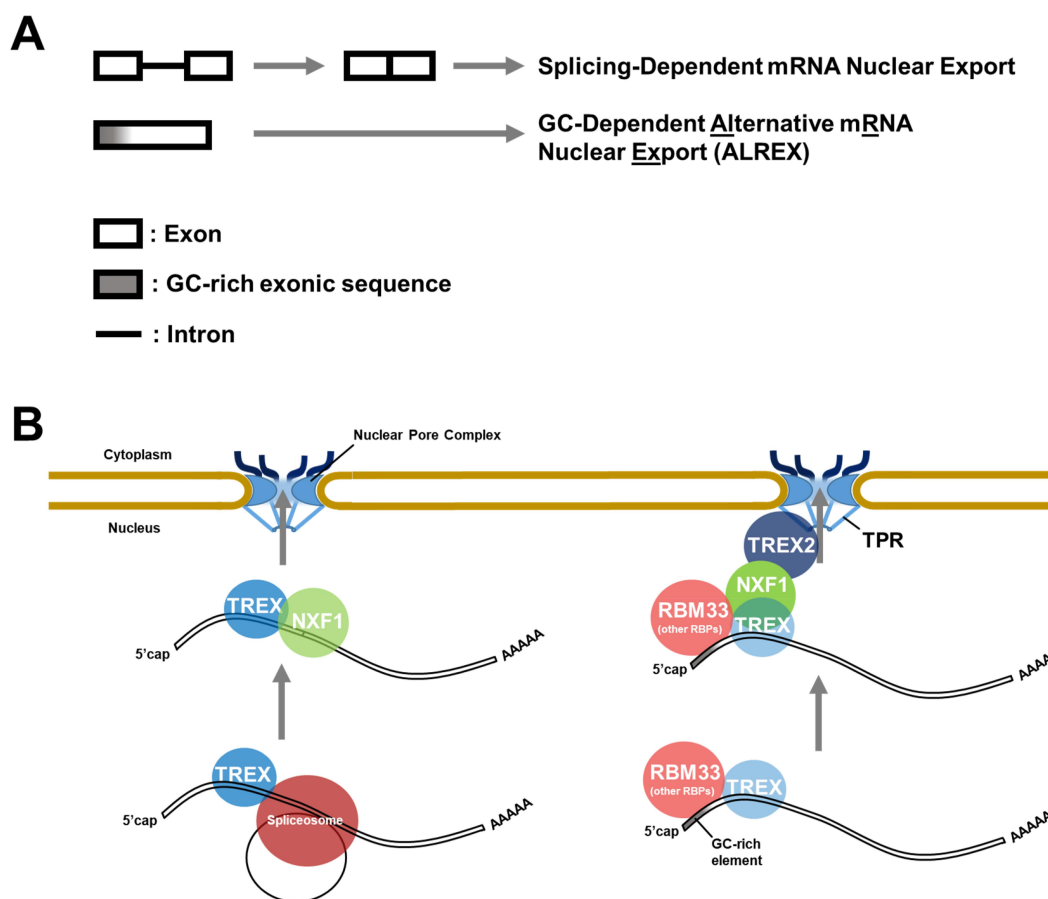 A
Splicing-Dependent mRNA Nuclear Export
GC-Dependent Alternative mRNA
Nuclear Export (ALREX)
: Exon
: GC-rich exonic sequence
: Intron
B
Nuclear Pore Complex
Cytoplasm
Nucleus
TPR
TREX2
TREX
NXF1
5'cap
AAAAA
NXF1
RBM33
(other RBPs)
TREX
5'cap
AAAA
TREX
Spliceosome
5'cap
AAAAA
RBM33
(other RBPs)
TREX
5'cap
GC-rich
element
AAAA